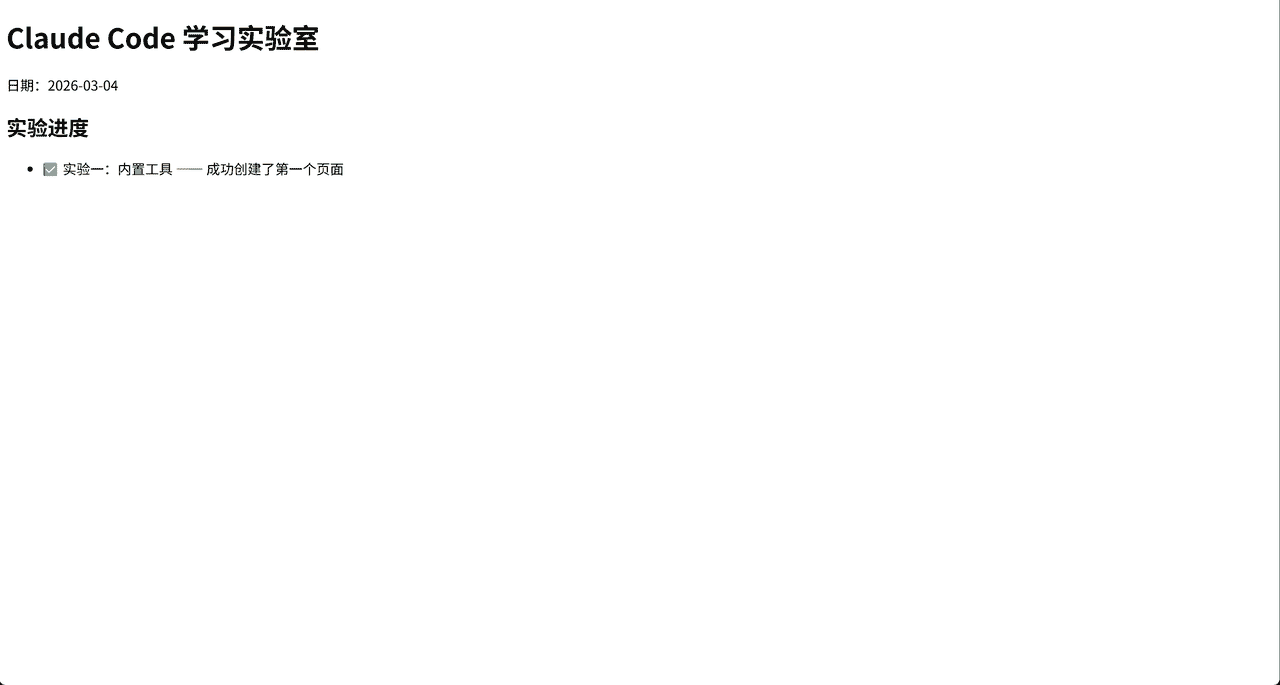 Claude Code 学习实验室
日期：2026-03-04
实验进度
• ☑ 实验一：内置工具 —— 成功创建了第一个页面